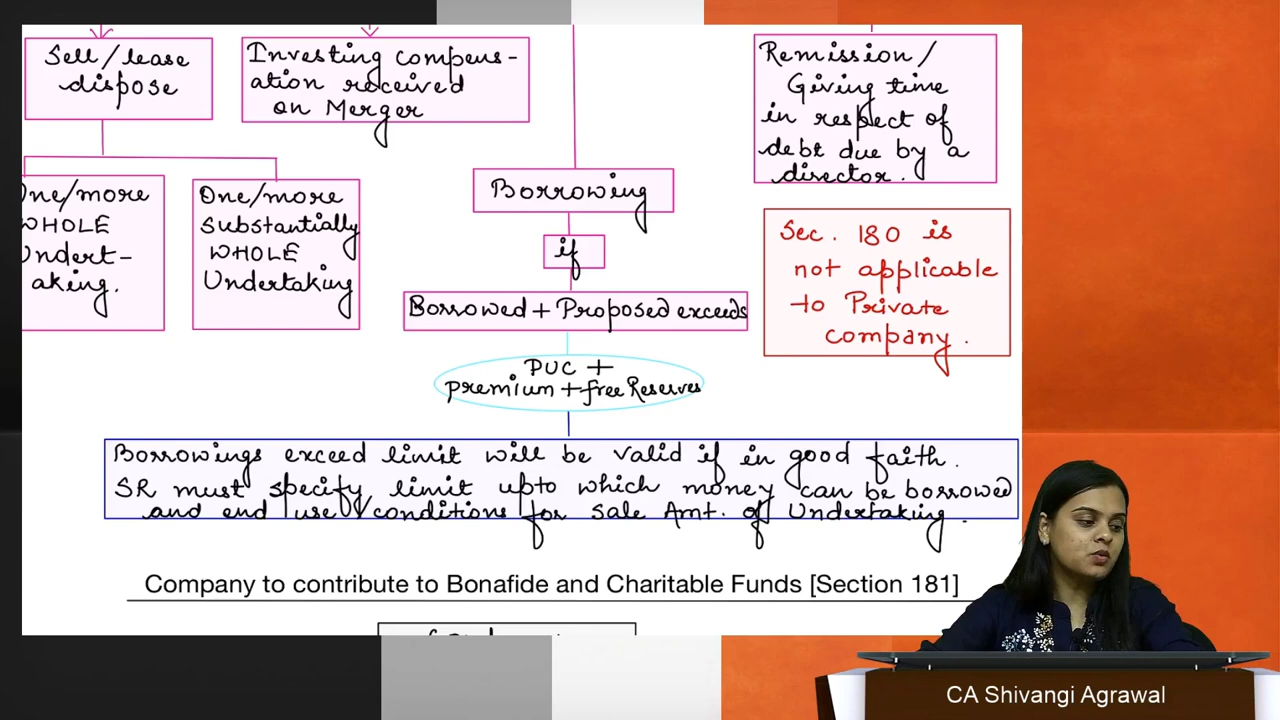 Sell/lease
dispose
Investing compens-
ation received
on Merger
Remission/
Giving time
in respect of
debt due by a
director.
One/more
WHOLE
Undert-
aking.
One/more
Substantially
WHOLE
Undertaking
Borrowing
if
Borrowed + Proposed exceeds
PUC +
premium + free Reserves
Sec. 180 is
not applicable
to Private
company.
Borrowings exceed limit will be valid if in good faith.
SR must specify limit upto which money can be borrowed
and end use/conditions for Sale Amt. of Undertaking.
Company to contribute to Bonafide and Charitable Funds [Section 181]
CA Shivangi Agrawal